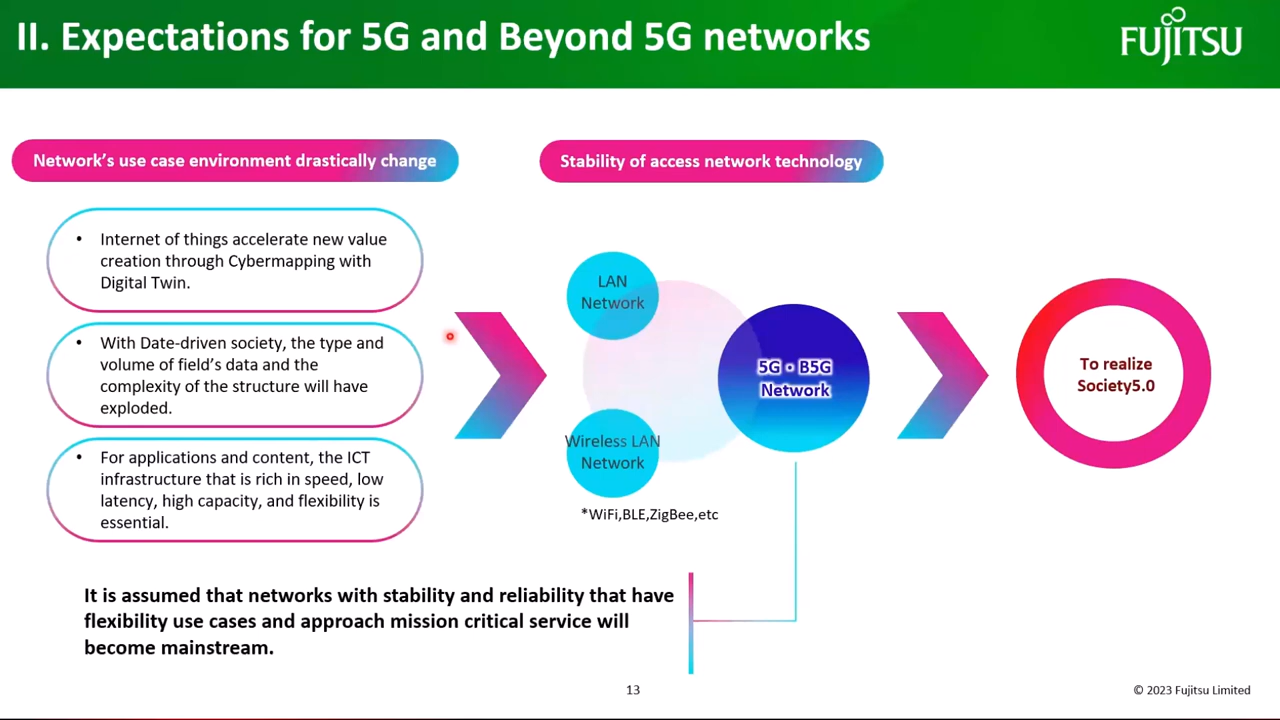 II. Expectations for 5G and Beyond 5G networks
FUJITSU
Network's use case environment drastically change
• Internet of things accelerate new value
creation through Cybermapping with
Digital Twin.
• With Date-driven society, the type and
volume of field's data and the
complexity of the structure will have
exploded.
• For applications and content, the ICT
infrastructure that is rich in speed, low
latency, high capacity, and flexibility is
essential.
Stability of access network technology
LAN
Network
Wireless LAN
Network
*WiFi,BLE,ZigBee,etc
5G・B5G
Network
To realize
Society5.0
It is assumed that networks with stability and reliability that have
flexibility use cases and approach mission critical service will
become mainstream.
13
© 2023 Fujitsu Limited